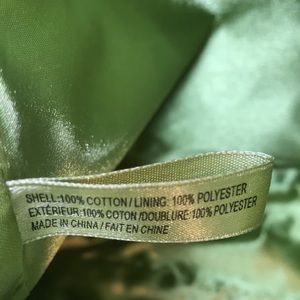 SHELL:100% COTTON/LINING: 100% POLYESTER
EXTÉRIEUR:100% COTON/DOUBLURE:100% POLYESTER
MADE IN CHINA/FAIT EN CHINE